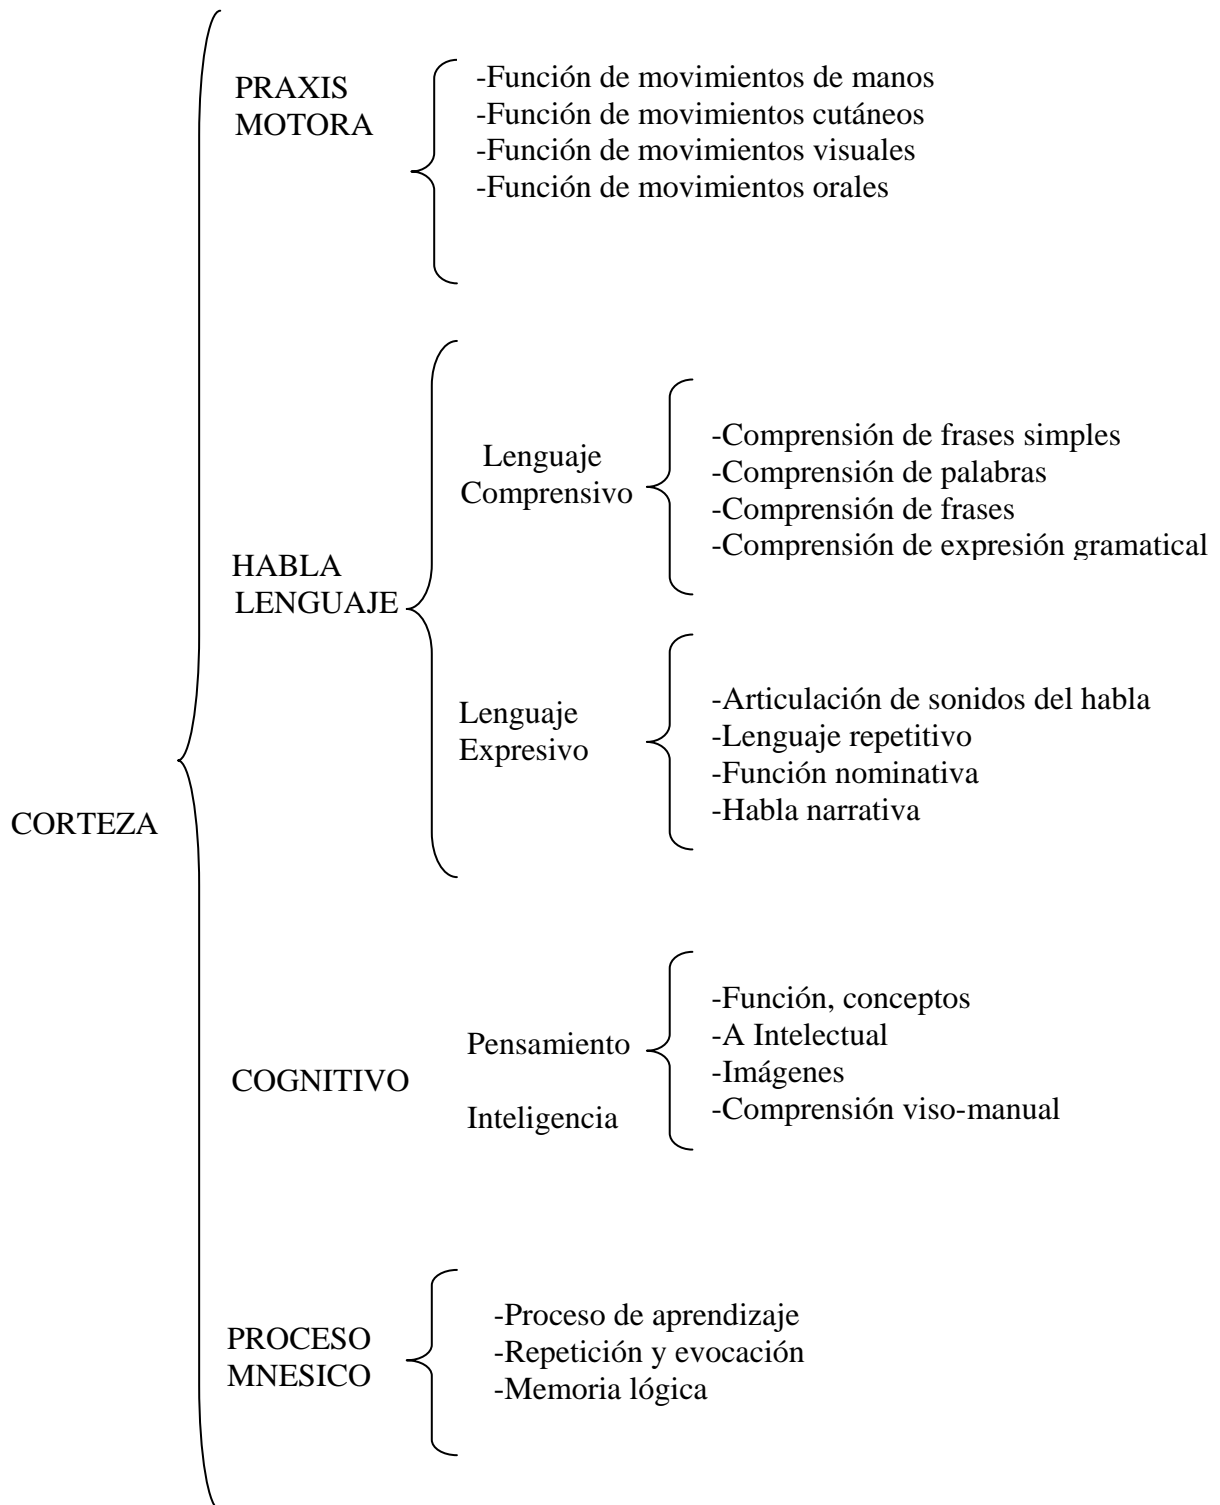 PRAXIS
MOTORA
-Función de movimientos de manos
-Función de movimientos cutáneos
-Función de movimientos visuales
-Función de movimientos orales
HABLA
LENGUAJE
Lenguaje
Comprensivo
-Comprensión de frases simples
-Comprensión de palabras
-Comprensión de frases
-Comprensión de expresión gramatical
Lenguaje
Expresivo
-Articulación de sonidos del habla
-Lenguaje repetitivo
-Función nominativa
-Habla narrativa
CORTEZA
COGNITIVO
Pensamiento
Inteligencia
-Función, conceptos
-A Intelectual
-Imágenes
-Comprensión viso-manual
PROCESO
MNESICO
-Proceso de aprendizaje
-Repetición y evocación
-Memoria lógica